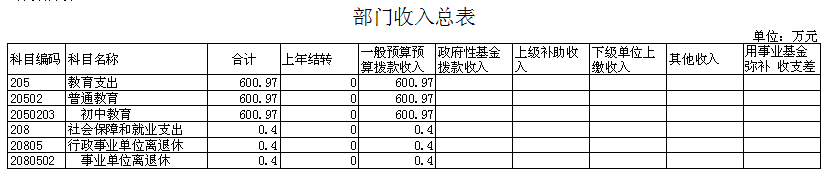 部门收入总表
单位：万元
科目编码 科目名称 合计 上年结转 一般预算预算拨款收入 政府性基金拨款收入 上级补助收入 下级单位上缴收入 其他收入 用事业基金弥补 收支差
205 教育支出 600.97 0 600.97
20502 普通教育 600.97 0 600.97
2050203 初中教育 600.97 0 600.97
208 社会保障和就业支出 0.4 0 0.4
20805 行政事业单位离退休 0.4 0 0.4
2080502 事业单位离退休 0.4 0 0.4